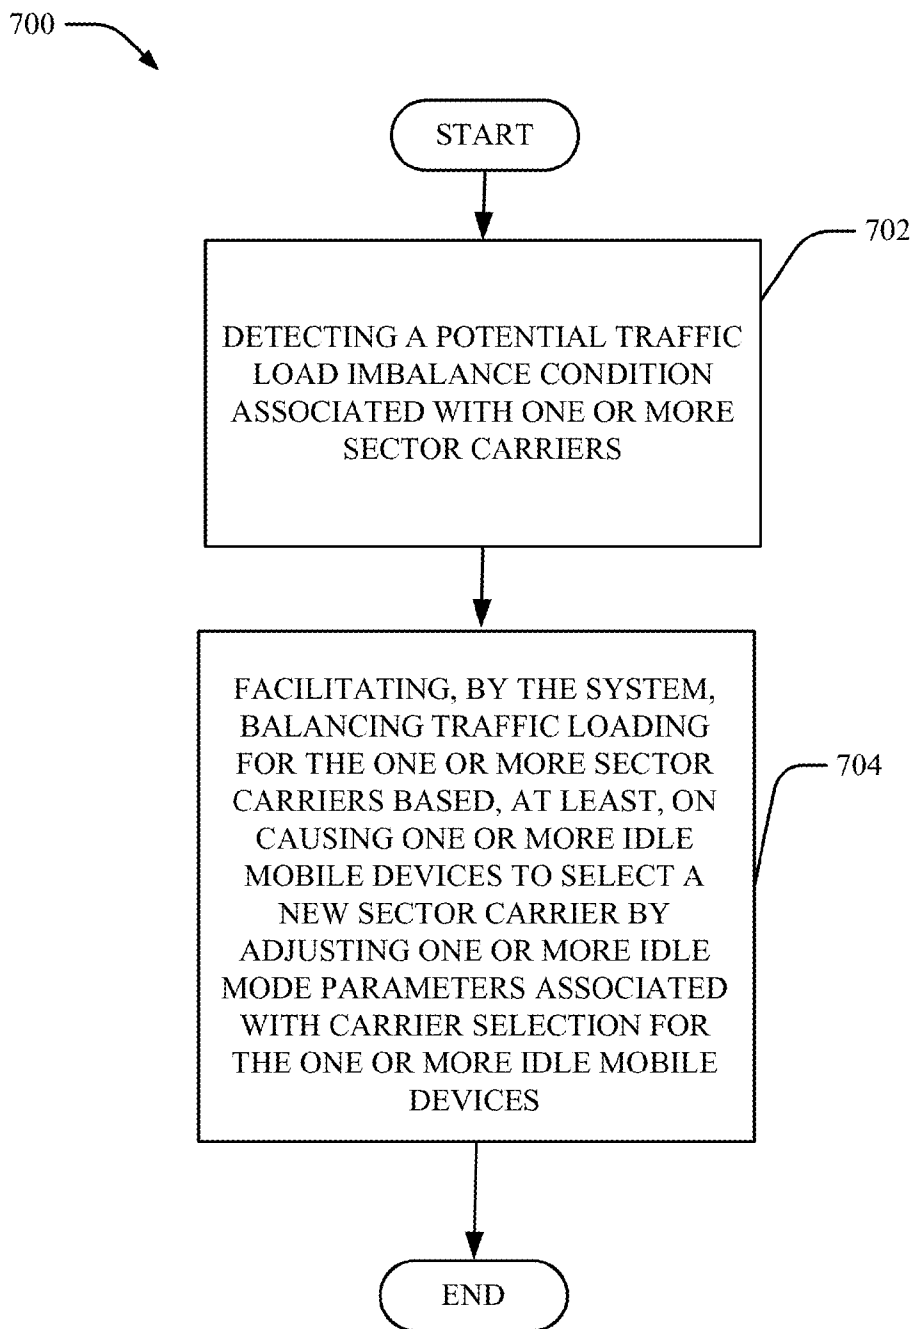 700
START
702
DETECTING A POTENTIAL TRAFFIC
LOAD IMBALANCE CONDITION
ASSOCIATED WITH ONE OR MORE
SECTOR CARRIERS
FACILITATING, BY THE SYSTEM,
BALANCING TRAFFIC LOADING
FOR THE ONE OR MORE SECTOR
CARRIERS BASED, AT LEAST, ON
CAUSING ONE OR MORE IDLE
MOBILE DEVICES TO SELECT A
NEW SECTOR CARRIER BY
ADJUSTING ONE OR MORE IDLE
MODE PARAMETERS ASSOCIATED
WITH CARRIER SELECTION FOR
THE ONE OR MORE IDLE MOBILE
DEVICES
704
END